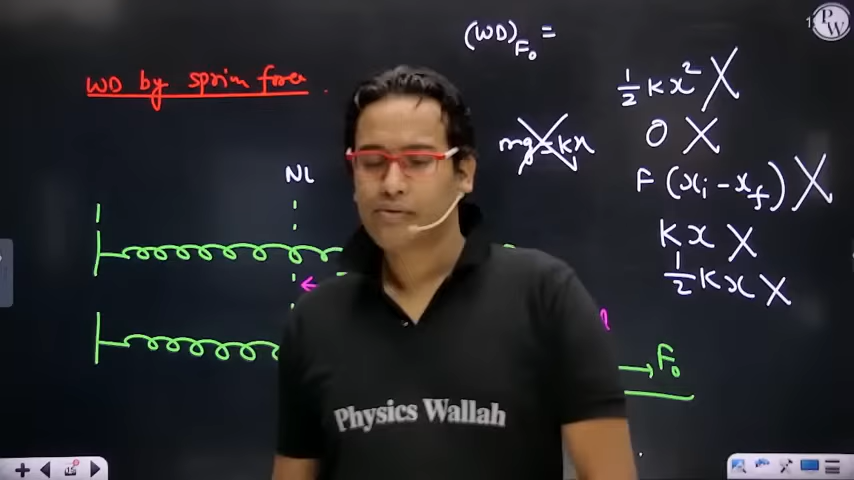 (WD)F₀ =
WD by sprim force
½ kx²
mg = kx
0
F (xᵢ - x_f)
NL
kx
½ kx
F₀
Physics Wallah
PW